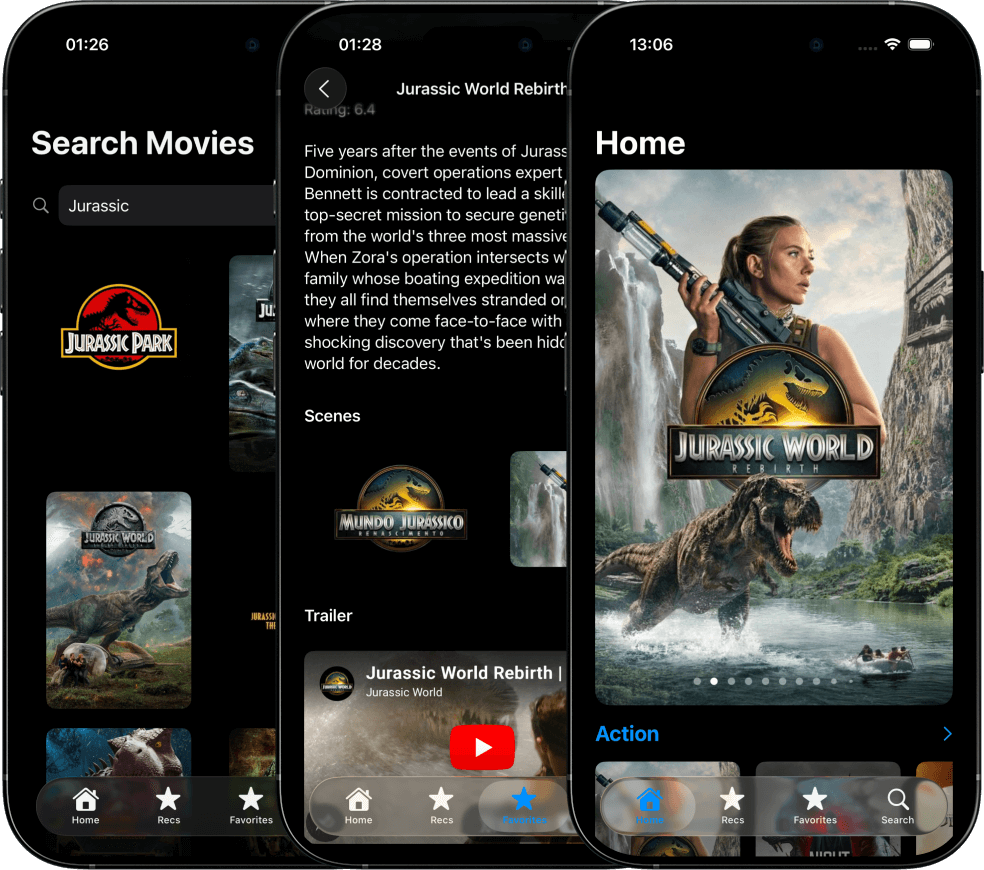 01:26
Search Movies
Jurassic
JURASSIC PARK
JU
JURASSIC WORLD
JURASSI
THE
Home
Recs
Favorites
01:28
Jurassic World Rebirth
Rating: 6.4
Five years after the events of Jurass
Dominion, covert operations expert
Bennett is contracted to lead a skille
top-secret mission to secure geneti
from the world's three most massive
When Zora's operation intersects w
family whose boating expedition wa
they all find themselves stranded o
where they come face-to-face with
shocking discovery that's been hid
world for decades.
Scenes
MUNDO JURASSICO
RENASCIMENTO
Trailer
Jurassic World Rebirth |
Jurassic World
Home
Recs
Favorites
13:06
Home
JURASSIC WORLD
REBIRTH
Action
NIGHT
Home
Recs
Favorites
Search